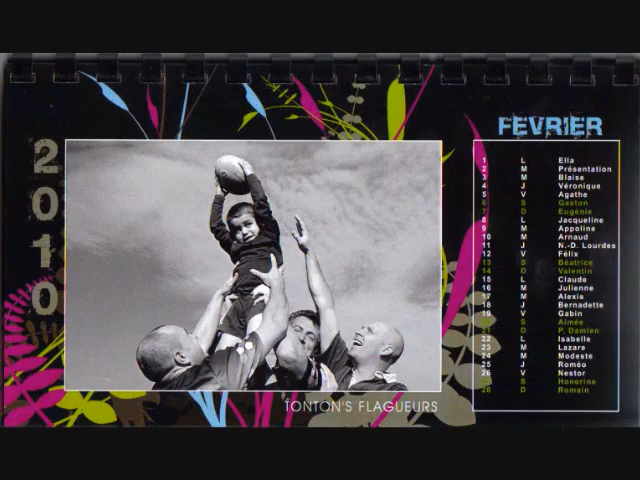 2010
FEVRIER
1 L Ella
2 M Présentation
3 M Blaise
4 J Véronique
5 V Agathe
6 S Gaston
7 D Eugénie
8 L Jacqueline
9 M Appoline
10 M Arnaud
11 J N.-D. Lourdes
12 V Félix
13 S Béatrice
14 D Valentin
15 L Claude
16 M Julienne
17 M Alexis
18 J Bernadette
19 V Gabin
S Aimée
21 D P. Damien
22 L Isabelle
23 M Lazare
24 M Modeste
25 J Roméo
26 V Nestor
S Honorine
28 D Romain
TONTON'S FLAGUEURS